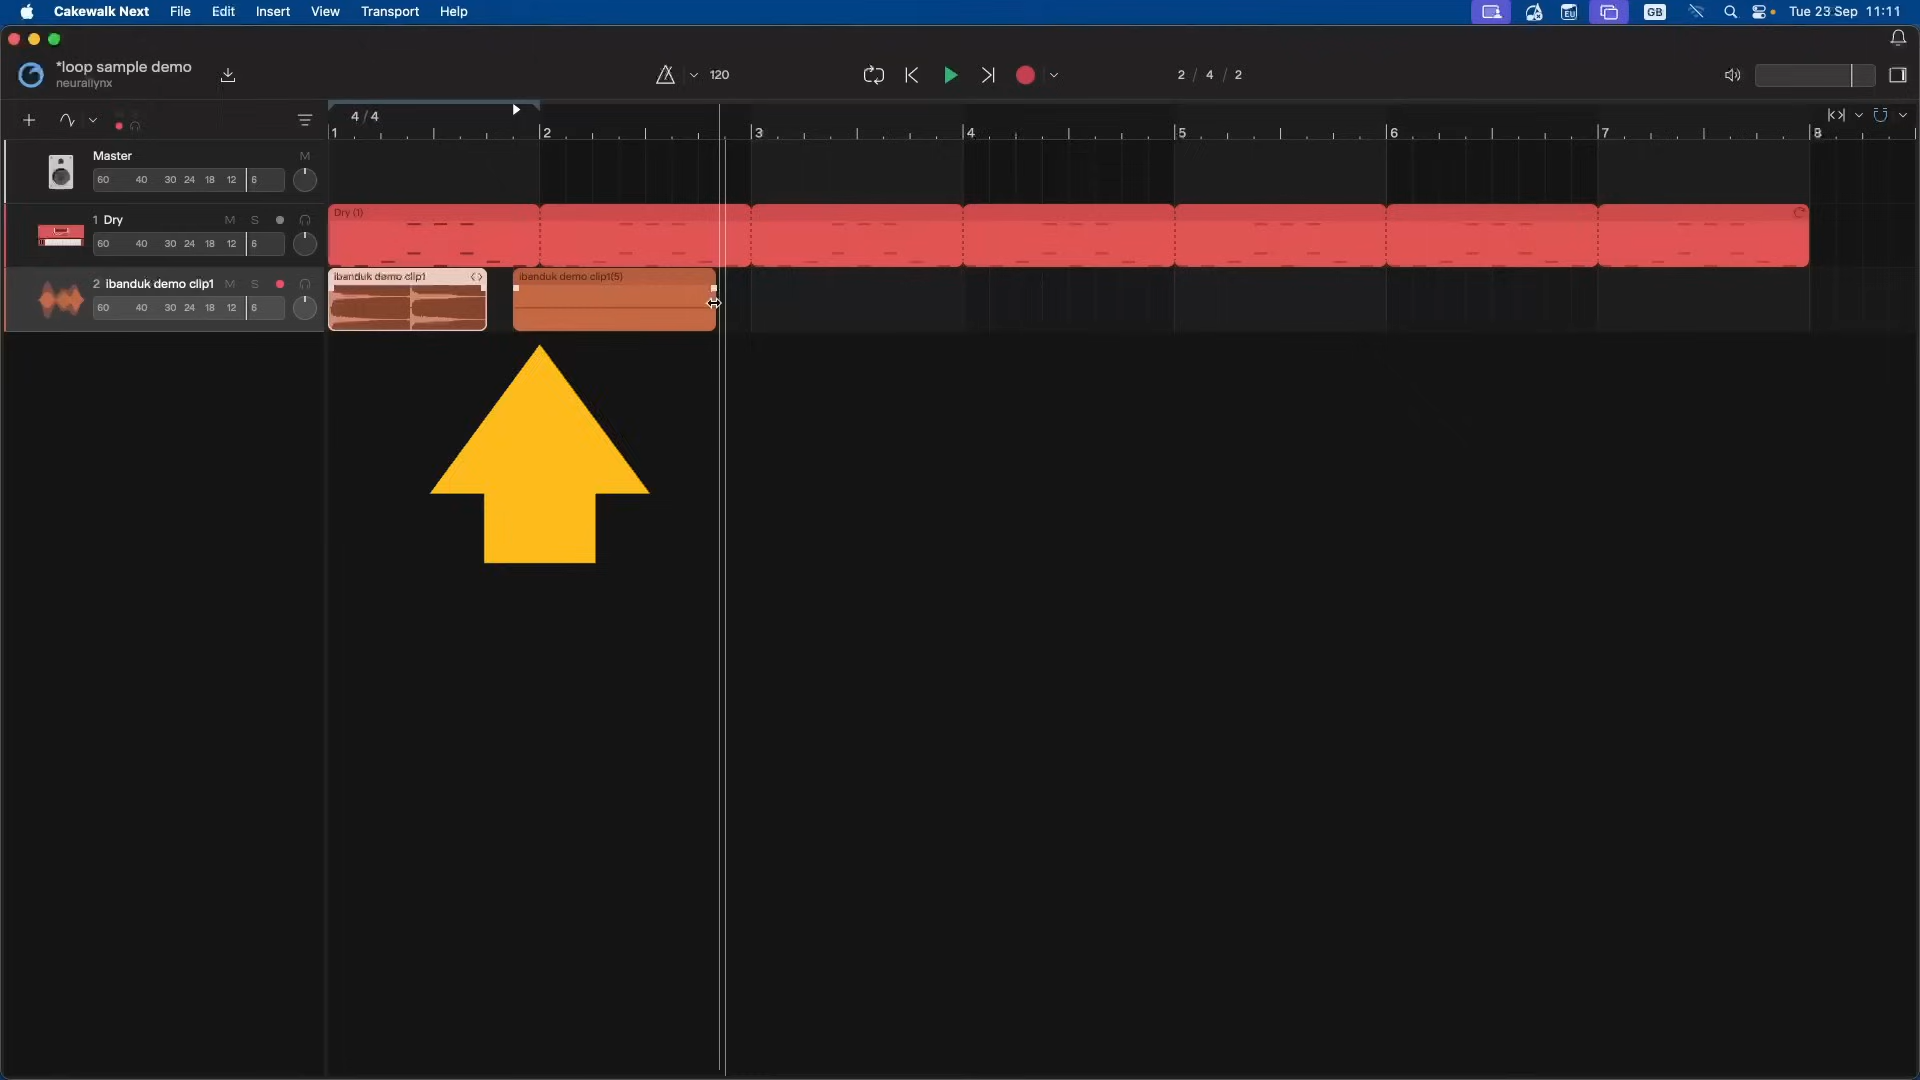 Cakewalk Next File Edit Insert View Transport Help GB Tue 23 Sep 11:11
*loop sample demo
neurallynx
120
2 / 4 / 2
4 / 4
1 2 3 4 5 6 7 8
Master M
60 40 30 24 18 12 6
1 Dry M S
60 40 30 24 18 12 6
Dry (1)
2 ibanduk demo clip1 M S
60 40 30 24 18 12 6
ibanduk demo clip1
ibanduk demo clip1(5)
EU